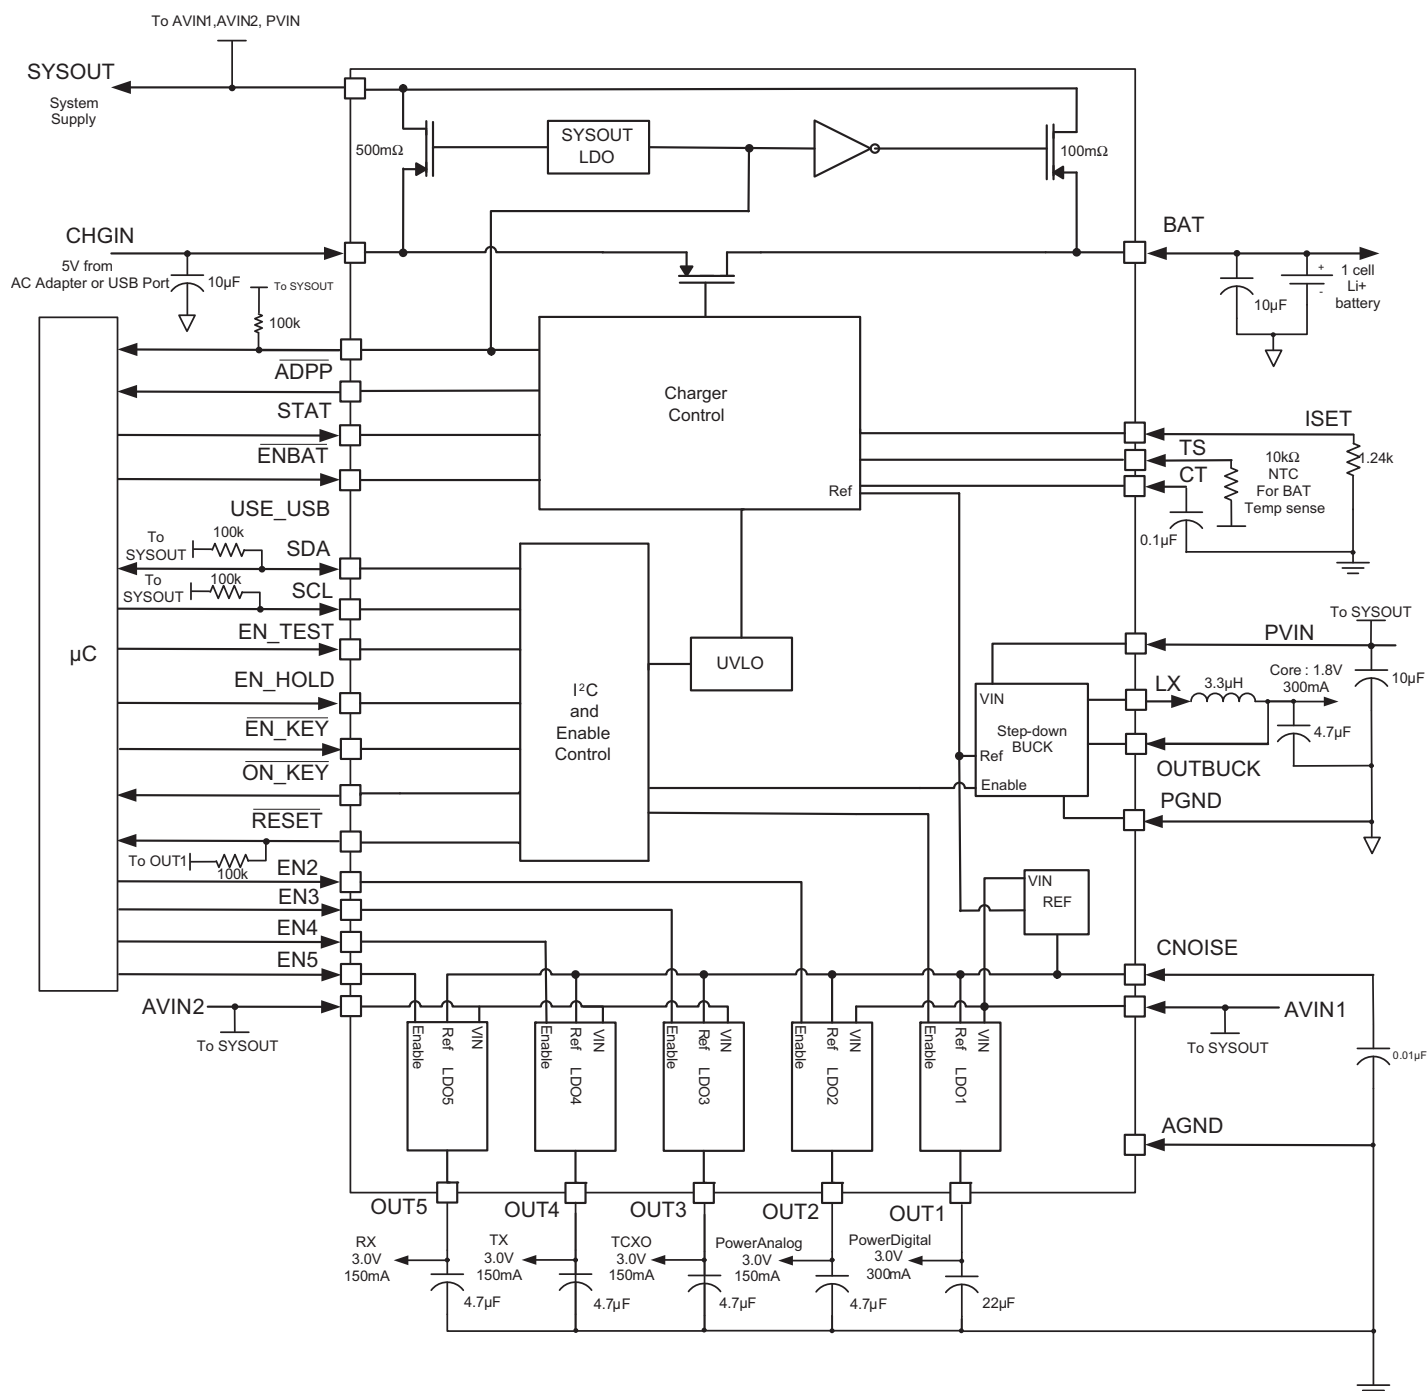 To AVIN1,AVIN2, PVIN
SYSOUT
System
Supply
500mΩ
SYSOUT
LDO
100mΩ
CHGIN
5V from
AC Adapter or USB Port
10µF
To SYSOUT
100k
BAT
10µF
+
-
1 cell
Li+
battery
ADPP
STAT
ENBAT
USE_USB
Charger
Control
Ref
ISET
TS
CT
10kΩ
NTC
For BAT
Temp sense
1.24k
0.1µF
To
SYSOUT
100k
SDA
To
SYSOUT
100k
SCL
EN_TEST
µC
EN_HOLD
EN_KEY
ON_KEY
RESET
To OUT1
100k
I²C
and
Enable
Control
UVLO
To SYSOUT
PVIN
VIN
Step-down
BUCK
Ref
Enable
LX
3.3µH
Core : 1.8V
300mA
10µF
4.7µF
OUTBUCK
PGND
EN2
EN3
EN4
EN5
VIN
REF
CNOISE
AVIN2
To SYSOUT
AVIN1
To SYSOUT
0.01µF
Enable
Ref
LDO5
VIN
Enable
Ref
LDO4
VIN
Enable
Ref
LDO3
VIN
Enable
Ref
LDO2
VIN
Enable
Ref
LDO1
VIN
AGND
OUT5
OUT4
OUT3
OUT2
OUT1
RX
3.0V
150mA
4.7µF
TX
3.0V
150mA
4.7µF
TCXO
3.0V
150mA
4.7µF
PowerAnalog
3.0V
150mA
4.7µF
PowerDigital
3.0V
300mA
22µF